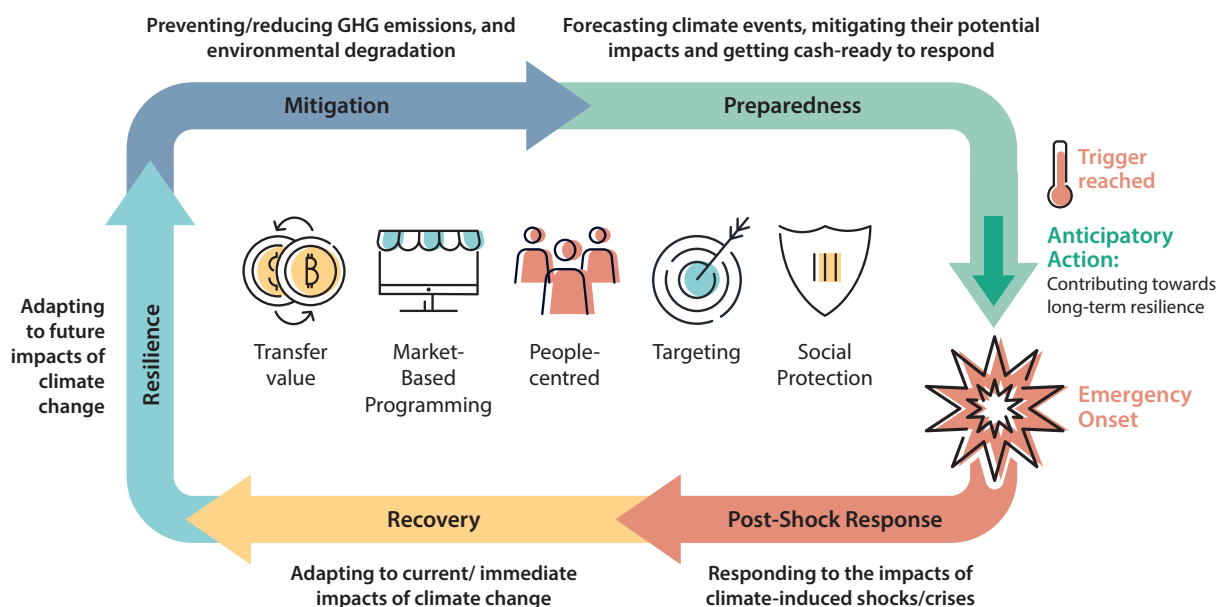 Preventing/reducing GHG emissions, and
environmental degradation
Forecasting climate events, mitigating their potential
impacts and getting cash-ready to respond
Mitigation
Preparedness
Trigger
reached
Anticipatory
Action:
Contributing towards
long-term resilience
Adapting
to future
impacts of
climate
change
Resilience
Transfer
value
Market-
Based
Programming
People-
centred
Targeting
Social
Protection
Emergency
Onset
Recovery
Post-Shock Response
Adapting to current/ immediate
impacts of climate change
Responding to the impacts of
climate-induced shocks/crises